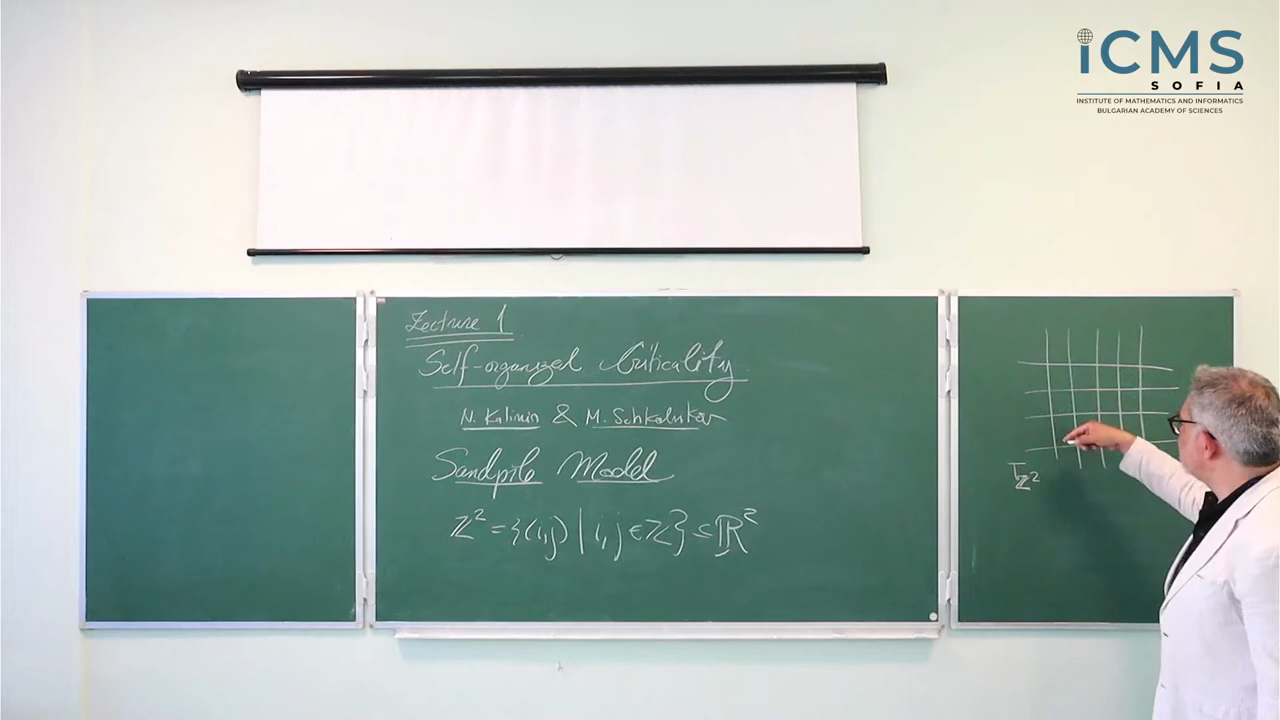 iCMS
SOFIA
INSTITUTE OF MATHEMATICS AND INFORMATICS
BULGARIAN ACADEMY OF SCIENCES
Lecture 1
Self-organized Criticality
N. Kalinin & M. Schkolnikov
Sandpile Model
ℤ² = {(i,j) | i,j ∈ ℤ} ⊆ ℝ²
ℤ²